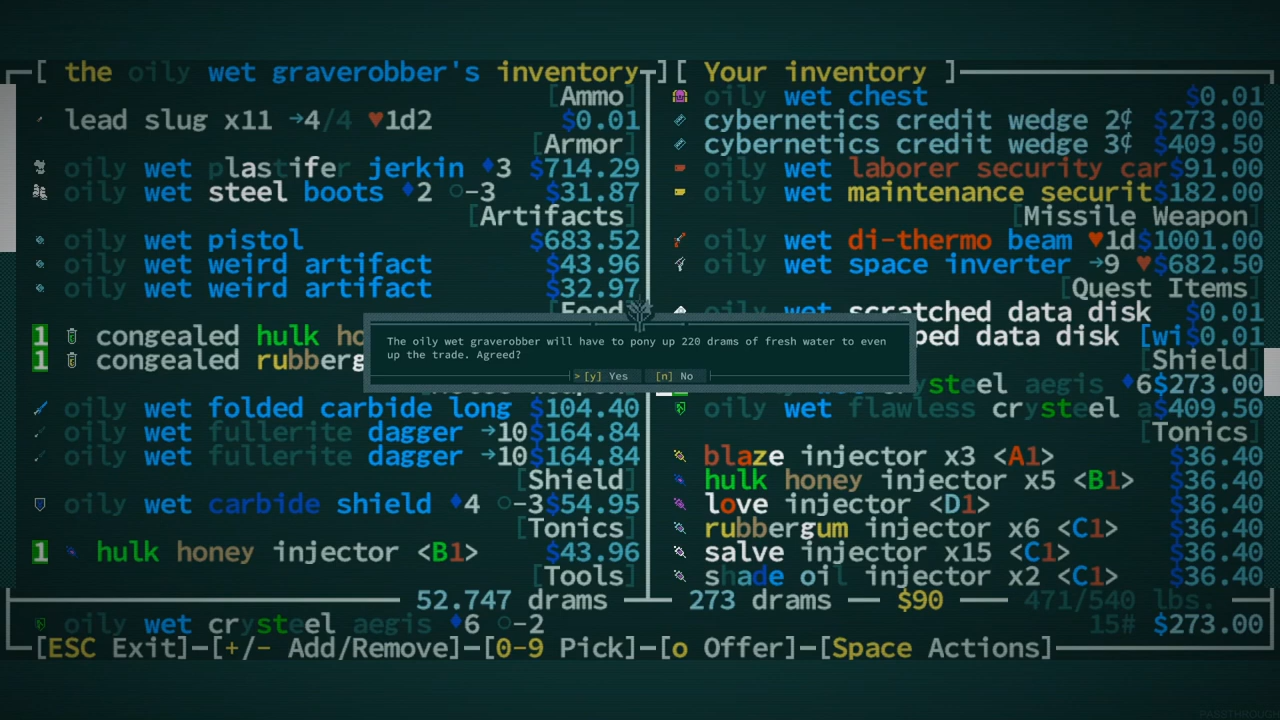 [ the oily wet graverobber's inventory
[Ammo]
lead slug x11 →4/4 ♥1d2 $0.01
[Armor]
oily wet plastifer jerkin ♦3 $714.29
oily wet steel boots ♦2 ○-3 $31.87
[Artifacts]
oily wet pistol $683.52
oily wet weird artifact $43.96
oily wet weird artifact $32.97
[Food
1 congealed hulk ho
1 congealed rubberg
oily wet folded carbide long $104.40
oily wet fullerite dagger →10 $164.84
oily wet fullerite dagger →10 $164.84
[Shield]
oily wet carbide shield ♦4 ○-3 $54.95
[Tonics]
1 hulk honey injector <B1> $43.96
[Tools]
52.747 drams
][ Your inventory ]
oily wet chest $0.01
cybernetics credit wedge 2¢ $273.00
cybernetics credit wedge 3¢ $409.50
oily wet laborer security car $91.00
oily wet maintenance securit $182.00
[Missile Weapon]
oily wet di-thermo beam ♥1d $1001.00
oily wet space inverter →9 ♥ $682.50
[Quest Items]
oily wet scratched data disk $0.01
ped data disk [wi $0.01
[Shield]
crysteel aegis ♦6 $273.00
oily wet flawless crysteel a $409.50
[Tonics]
blaze injector x3 <A1> $36.40
hulk honey injector x5 <B1> $36.40
love injector <D1> $36.40
rubbergum injector x6 <C1> $36.40
salve injector x15 <C1> $36.40
shade oil injector x2 <C1> $36.40
273 drams $90 471/540 lbs.
The oily wet graverobber will have to pony up 220 drams of fresh water to even
up the trade. Agreed?
> [y] Yes [n] No
oily wet crysteel aegis ♦6 ○-2 15# $273.00
[ESC Exit]-[+/- Add/Remove]-[0-9 Pick]-[o Offer]-[Space Actions]